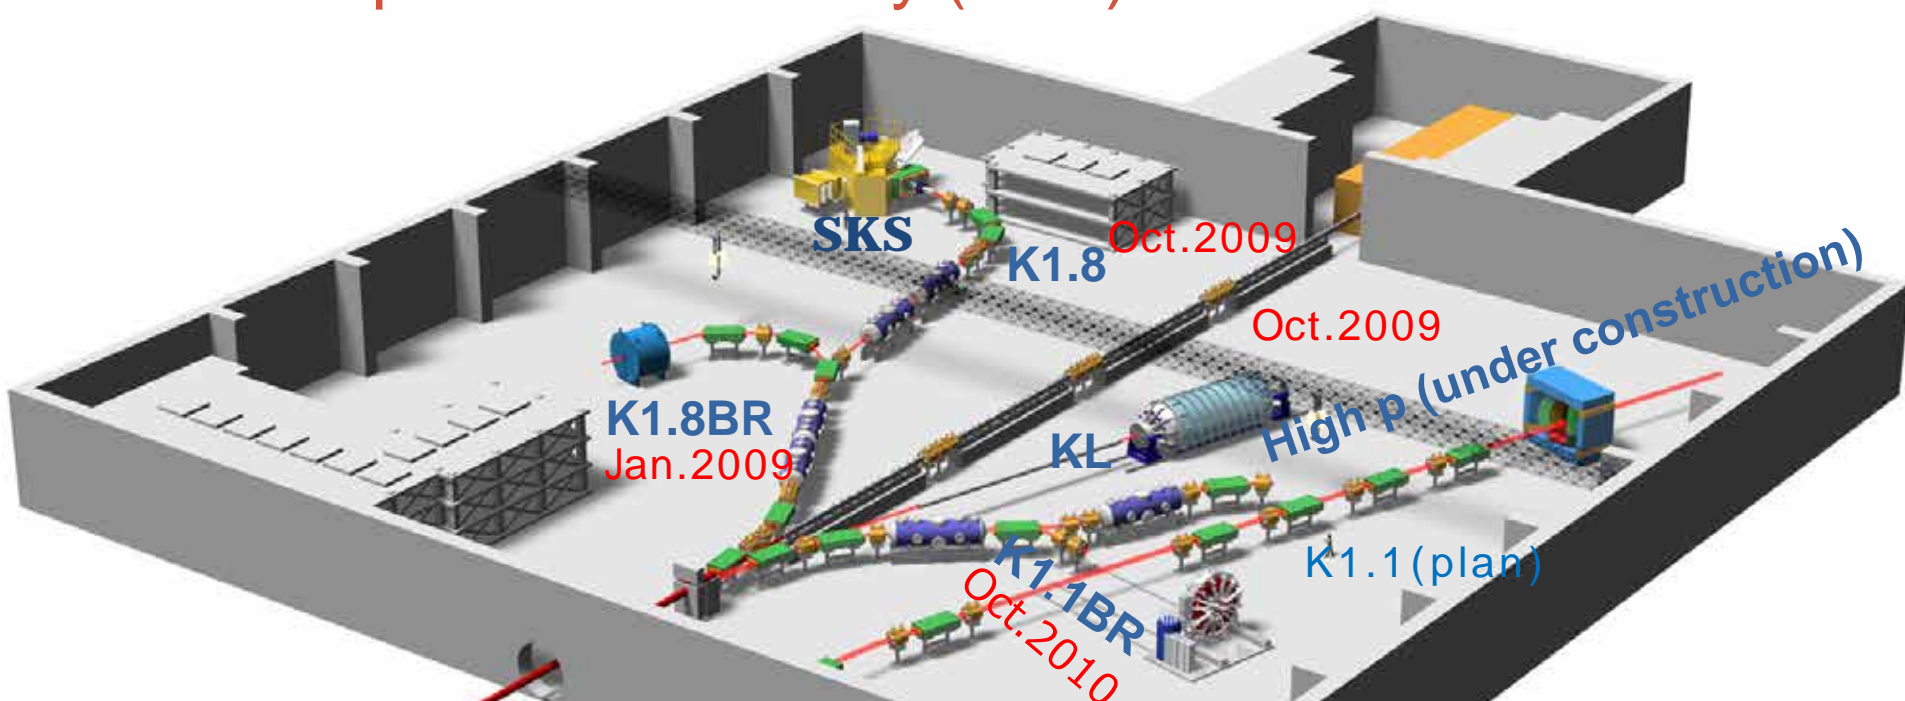 SKS
K1.8
Oct.2009
Oct.2009
High p (under construction)
K1.8BR
Jan.2009
KL
K1.1(plan)
K1.1BR
Oct.2010